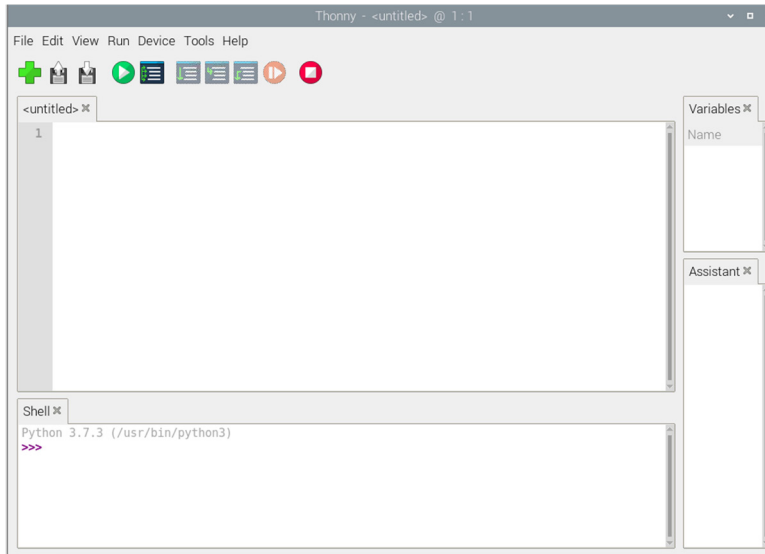 Thonny - <untitled> @ 1:1
File Edit View Run Device Tools Help
<untitled>
1
Variables
Name
Assistant
Shell
Python 3.7.3 (/usr/bin/python3)
>>>